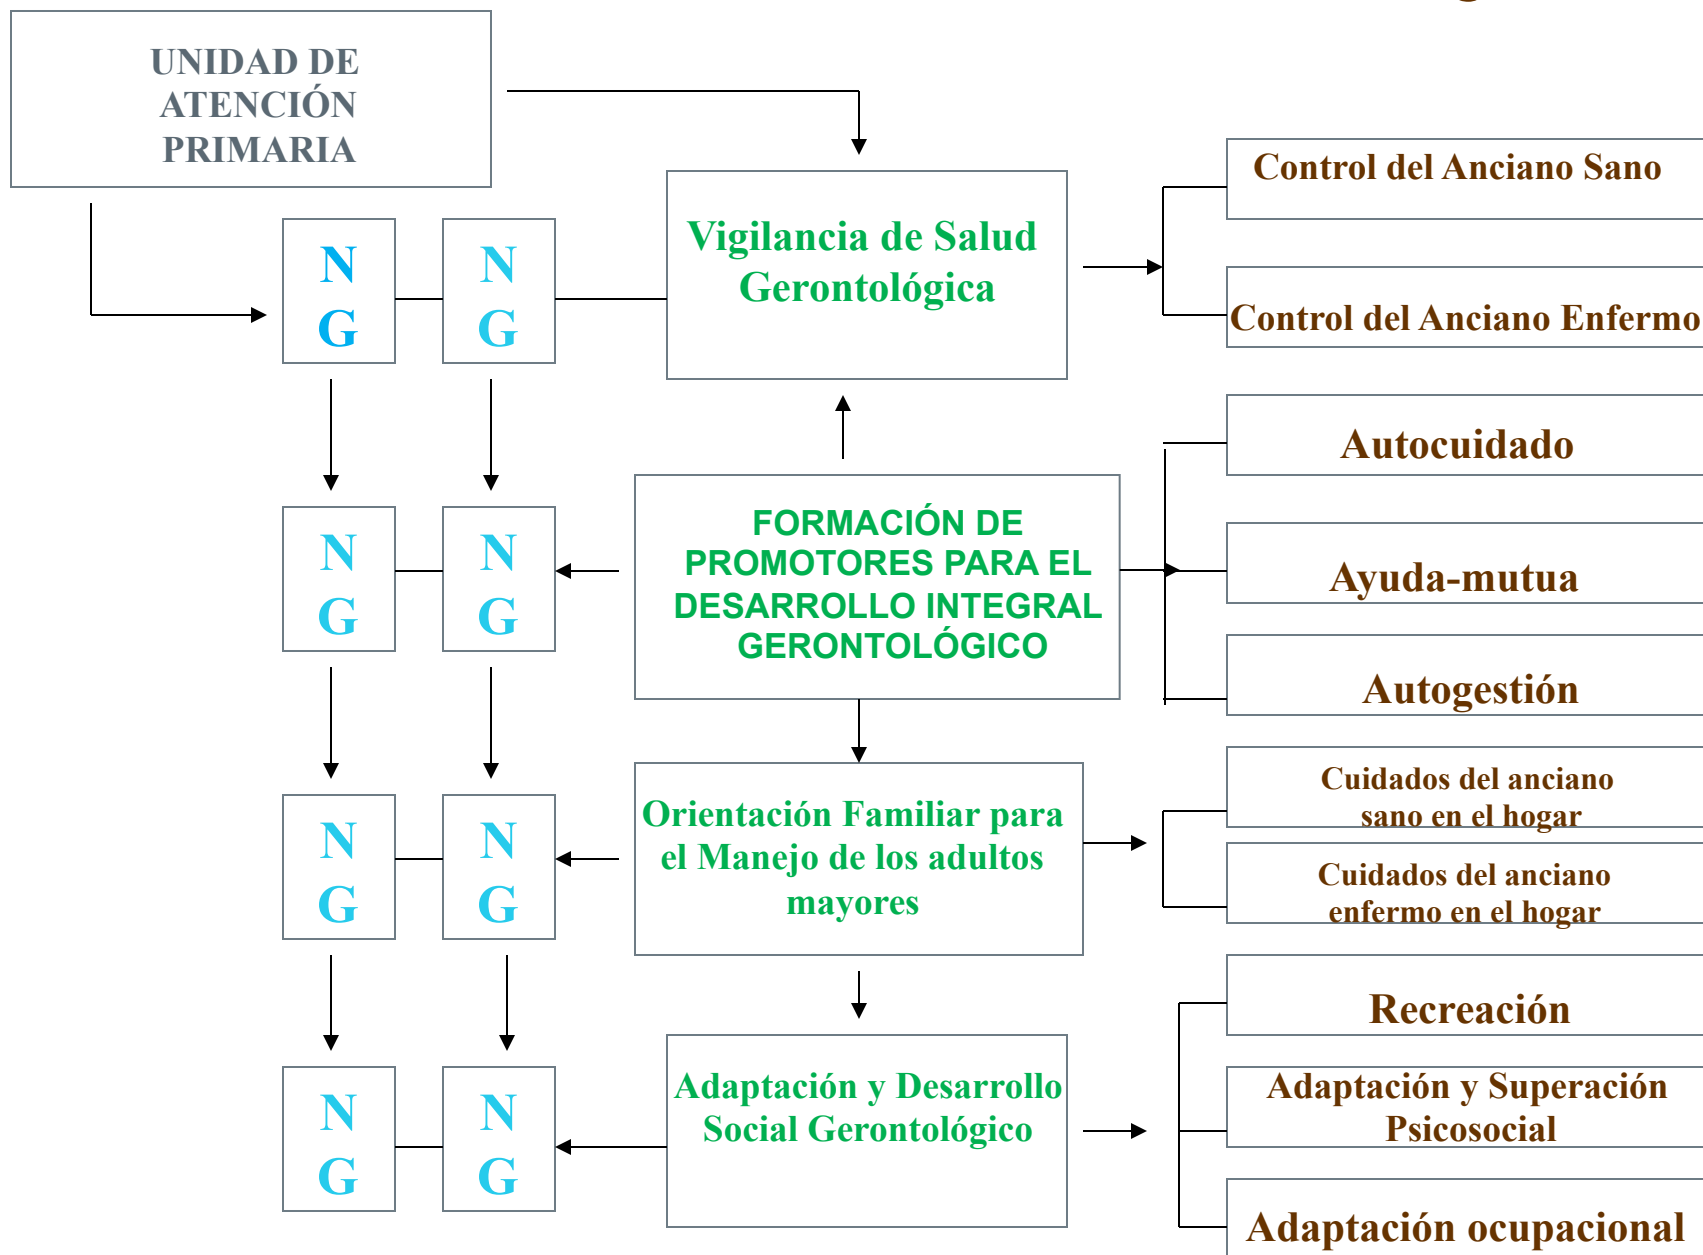 UNIDAD DE
ATENCIÓN
PRIMARIA
Vigilancia de Salud
Gerontológica
Control del Anciano Sano
Control del Anciano Enfermo
N
G
N
G
FORMACIÓN DE
PROMOTORES PARA EL
DESARROLLO INTEGRAL
GERONTOLÓGICO
Autocuidado
Ayuda-mutua
Autogestión
N
G
N
G
Orientación Familiar para
el Manejo de los adultos
mayores
Cuidados del anciano
sano en el hogar
Cuidados del anciano
enfermo en el hogar
N
G
N
G
Adaptación y Desarrollo
Social Gerontológico
Recreación
Adaptación y Superación
Psicosocial
Adaptación ocupacional
N
G
N
G